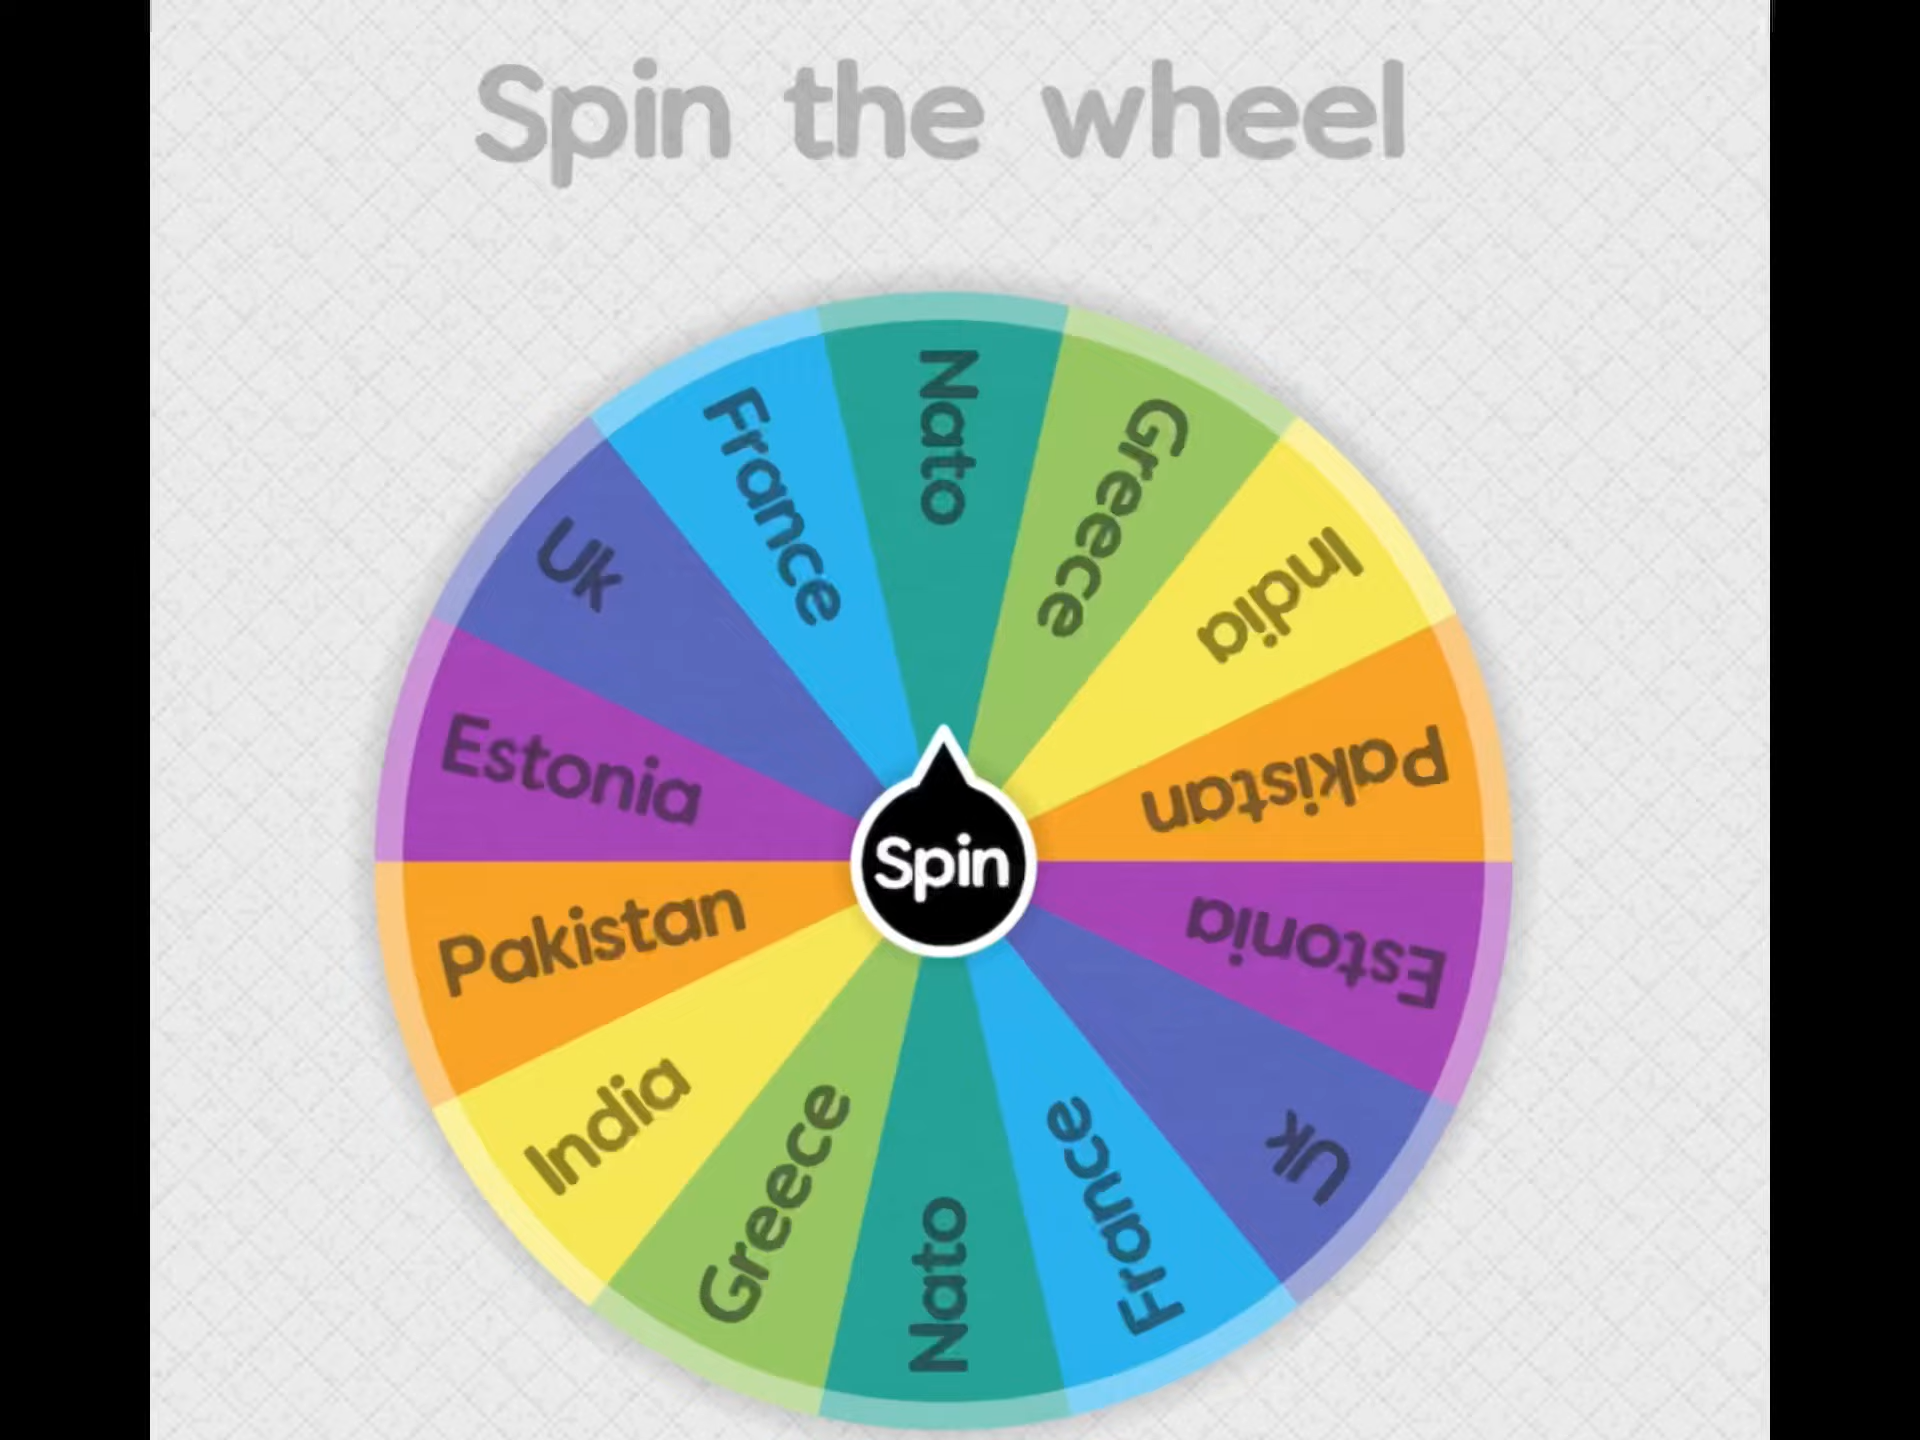 Spin the wheel
Nato
Greece
India
Pakistan
Estonia
Uk
France
Nato
Greece
India
Pakistan
Estonia
Uk
France
Spin